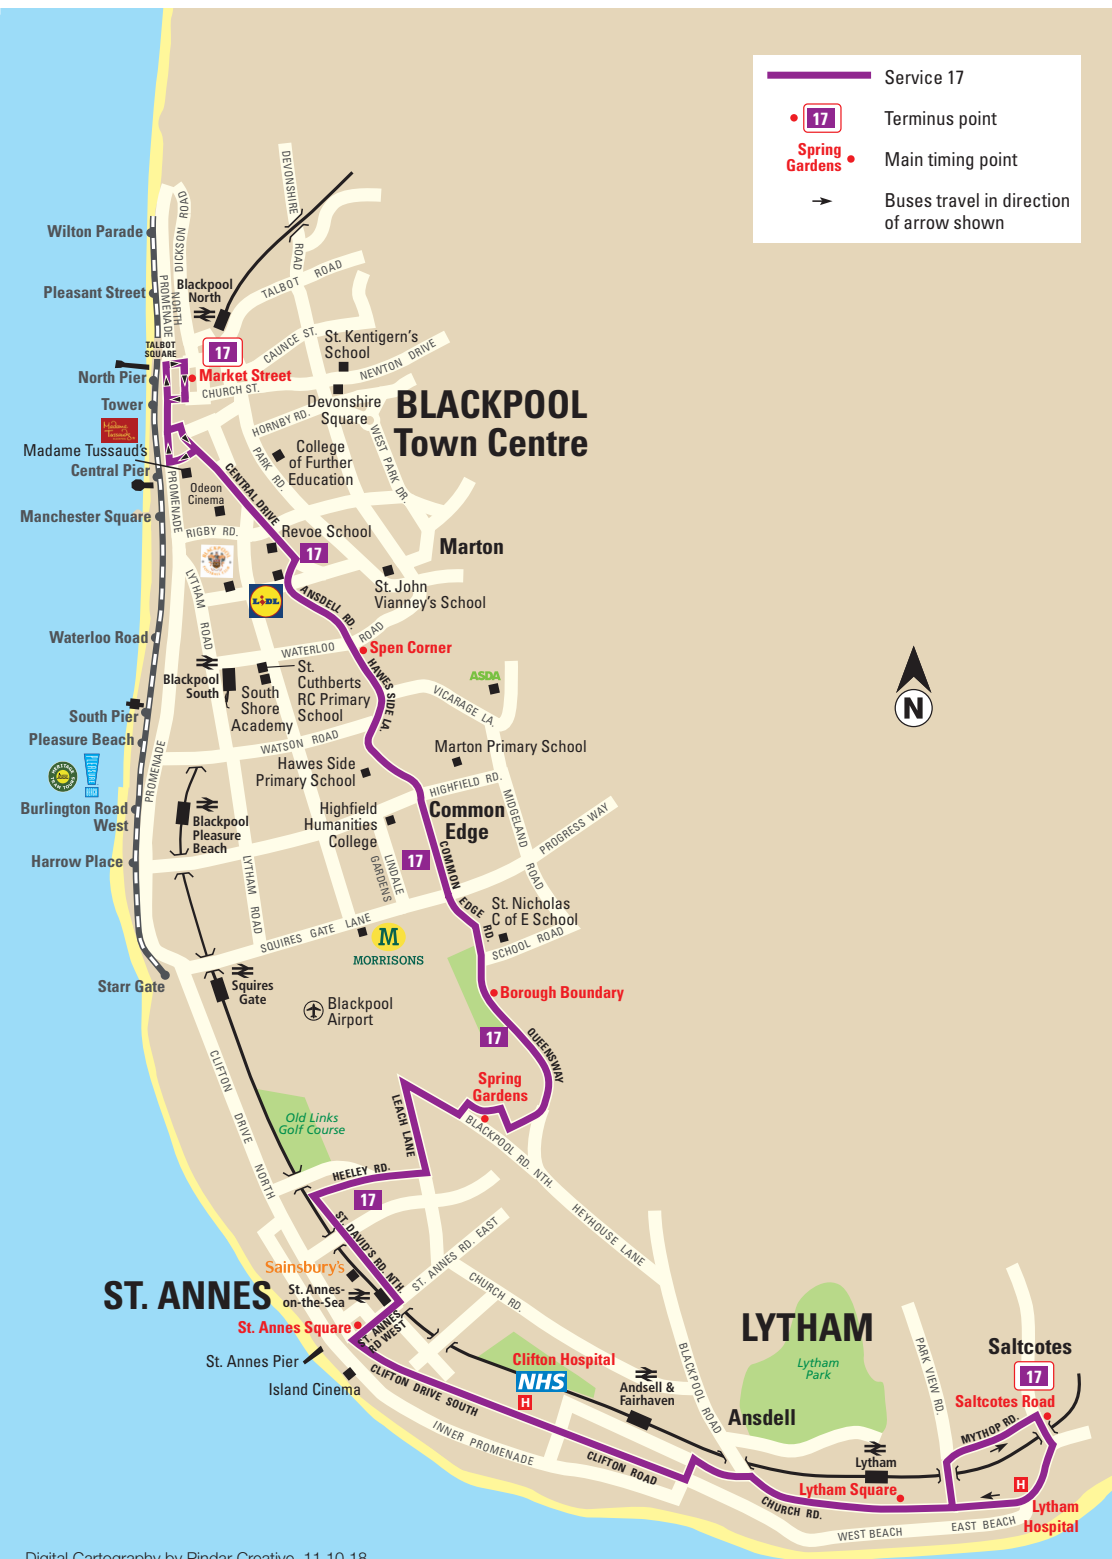 Service 17
17
Terminus point
Spring
Gardens
Main timing point
Buses travel in direction
of arrow shown
DEVONSHIRE
ROAD
DICKSON ROAD
Wilton Parade
Pleasant Street
NORTH
PROMENADE
Blackpool
North
TALBOT ROAD
TALBOT
SQUARE
17
CAUNCE ST.
St. Kentigern's
School
NEWTON DRIVE
North Pier
Market Street
CHURCH ST.
Tower
Devonshire
Square
BLACKPOOL
Town Centre
HORNBY RD.
WEST PARK DR.
Madame
Tussauds
Madame Tussaud's
Central Pier
College
of Further
Education
PARK RD.
CENTRAL DRIVE
Odeon
Cinema
PROMENADE
Manchester Square
RIGBY RD.
Revoe School
17
Marton
BLACKPOOL
LIDL
LYTHAM ROAD
ANSDELL RD.
St. John
Vianney's School
Waterloo Road
WATERLOO ROAD
Spen Corner
Blackpool
South
South
Shore
Academy
St.
Cuthberts
RC Primary
School
HAWES SIDE LA.
ASDA
VICARAGE LA.
South Pier
Pleasure Beach
PROMENADE
WATSON ROAD
Marton Primary School
Hawes Side
Primary School
HIGHFIELD RD.
MIDGELAND ROAD
PROGRESS WAY
Burlington Road
West
Blackpool
Pleasure
Beach
Highfield
Humanities
College
Common
Edge
Harrow Place
17
LINDALE
GARDENS
COMMON EDGE RD.
LYTHAM ROAD
St. Nicholas
C of E School
SQUIRES GATE LANE
M
MORRISONS
SCHOOL ROAD
Starr Gate
Squires
Gate
Blackpool
Airport
Borough Boundary
17
QUEENSWAY
CLIFTON DRIVE NORTH
Spring
Gardens
LEACH LANE
BLACKPOOL RD. NTH.
Old Links
Golf Course
HEELEY RD.
17
HEYHOUSE LANE
ST. DAVID'S RD. NTH.
ST. ANNES RD. EAST
Sainsbury's
ST. ANNES
St. Annes-
on-the-Sea
CHURCH RD.
St. Annes Square
ST. ANNES
RD WEST
St. Annes Pier
Island Cinema
CLIFTON DRIVE SOUTH
Clifton Hospital
NHS
H
Andsell &
Fairhaven
BLACKPOOL ROAD
LYTHAM
Lytham
Park
PARK VIEW RD.
Saltcotes
17
Saltcotes Road
Ansdell
MYTHOP RD.
INNER PROMENADE
CLIFTON ROAD
Lytham
Lytham Square
H
Lytham
Hospital
CHURCH RD.
WEST BEACH
EAST BEACH
N
Digital Cartography by Pindar Creative 11.10.18